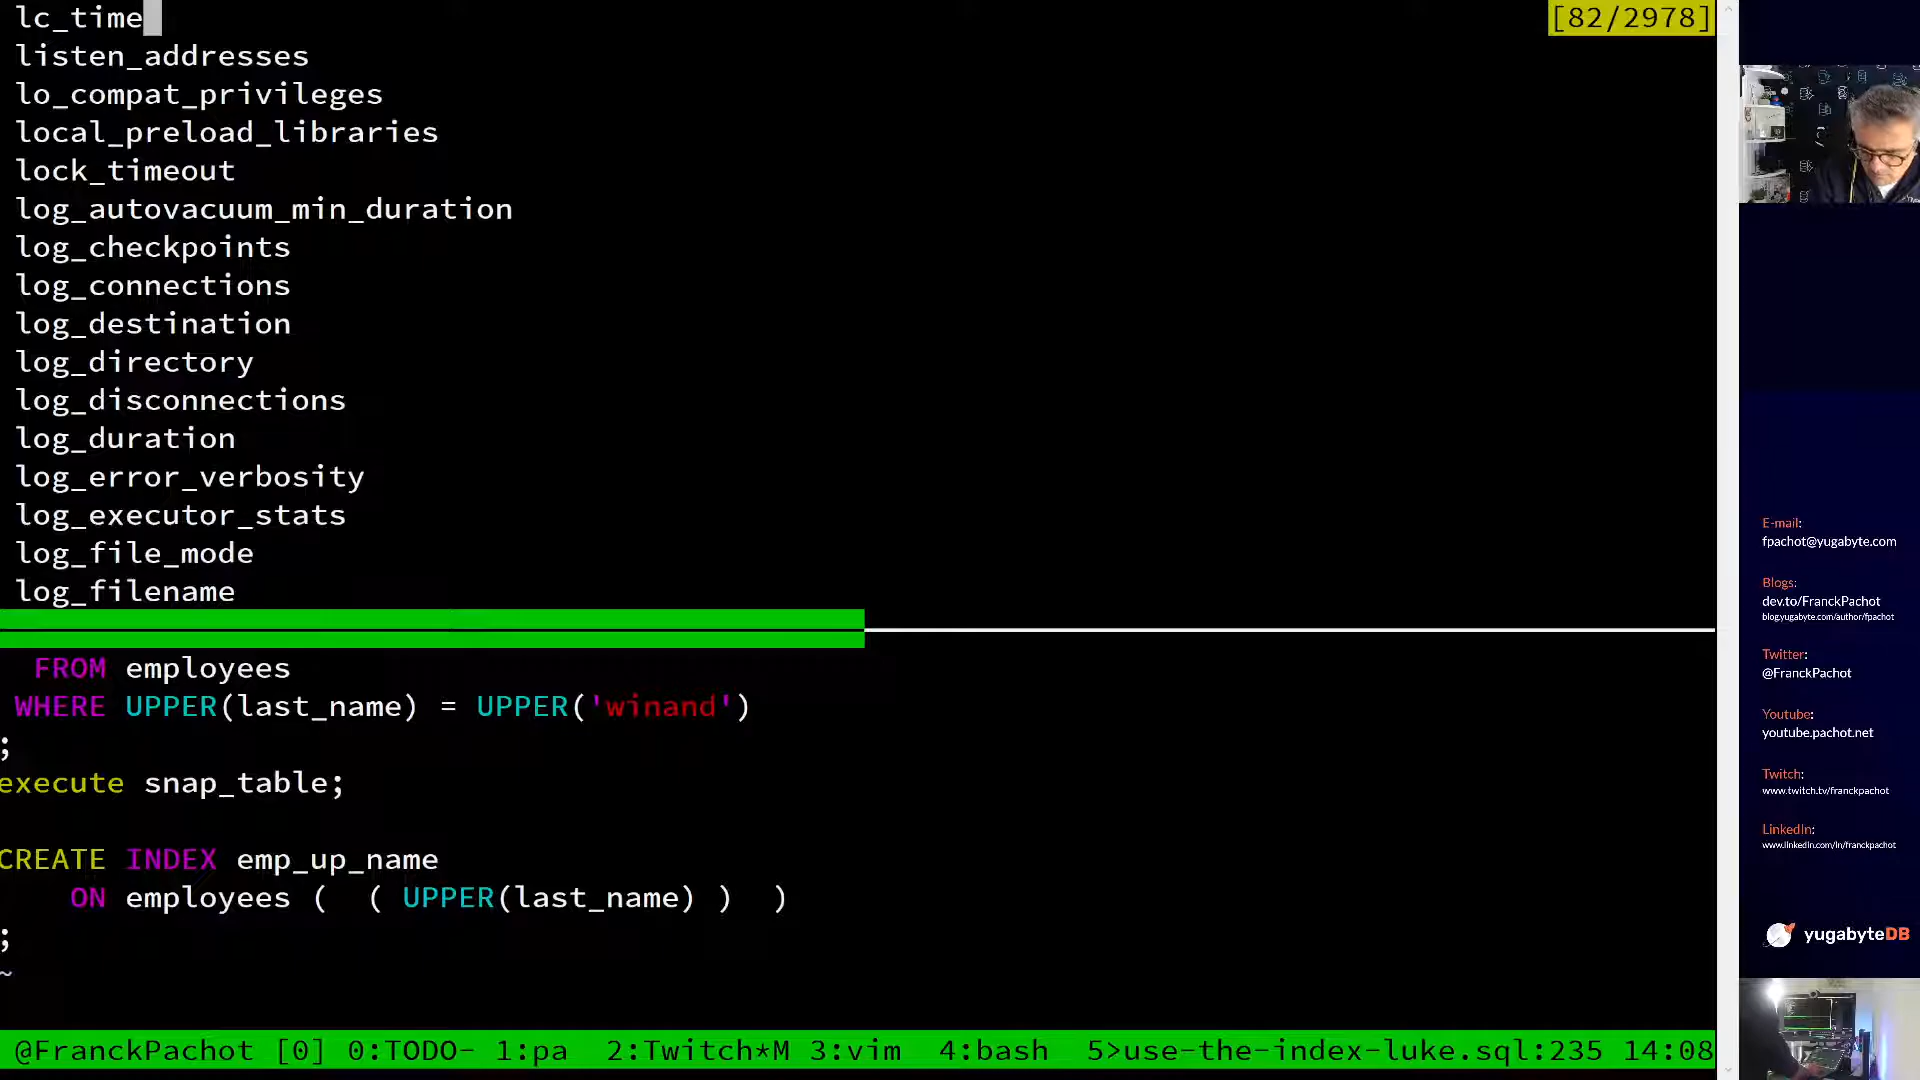 lc_time
[82/2978]
listen_addresses
lo_compat_privileges
local_preload_libraries
lock_timeout
log_autovacuum_min_duration
log_checkpoints
log_connections
log_destination
log_directory
log_disconnections
log_duration
log_error_verbosity
log_executor_stats
log_file_mode
log_filename
FROM employees
WHERE UPPER(last_name) = UPPER('winand')
;
execute snap_table;
CREATE INDEX emp_up_name
ON employees (  ( UPPER(last_name) )  )
;
~
@FranckPachot [0] 0:TODO- 1:pa  2:Twitch*M 3:vim  4:bash  5>use-the-index-luke.sql:235 14:08
E-mail:
fpachot@yugabyte.com
Blogs:
dev.to/FranckPachot
blog.yugabyte.com/author/fpachot
Twitter:
@FranckPachot
Youtube:
youtube.pachot.net
Twitch:
www.twitch.tv/franckpachot
LinkedIn:
www.linkedin.com/in/franckpachot
yugabyteDB